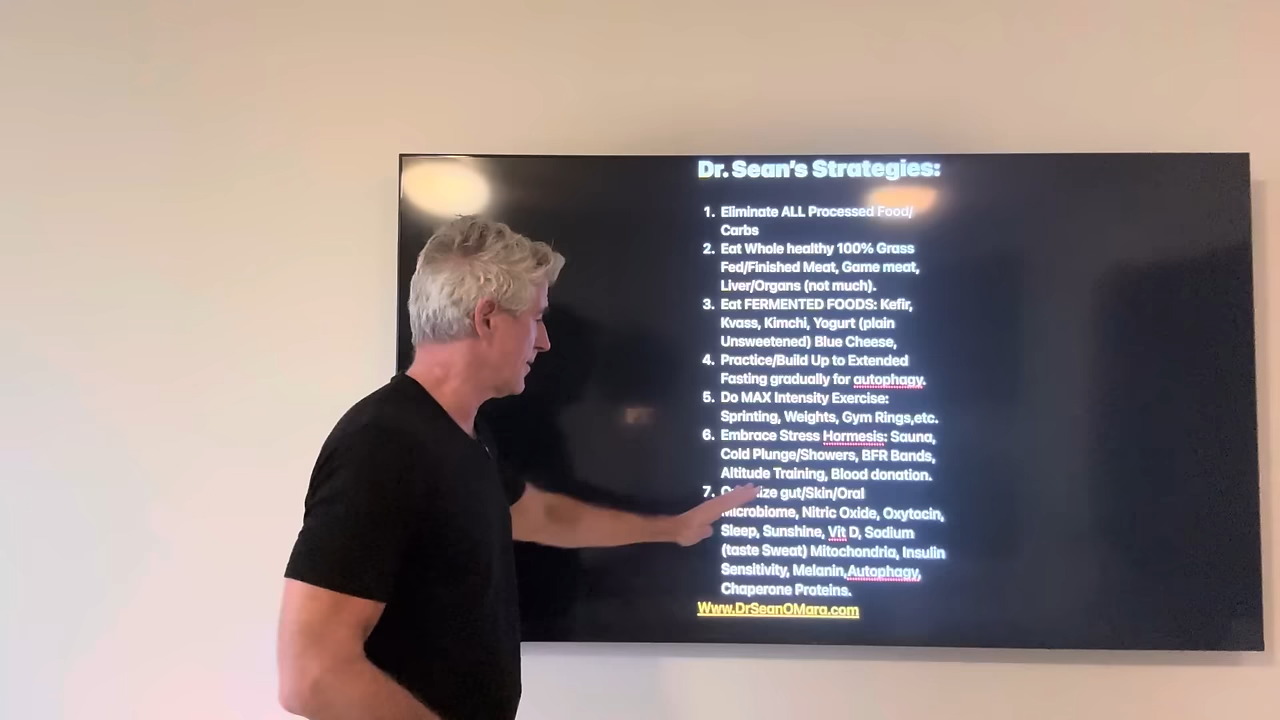 Dr. Sean's Strategies:
1. Eliminate ALL Processed Food/
Carbs
2. Eat Whole healthy 100% Grass
Fed/Finished Meat, Game meat,
Liver/Organs (not much).
3. Eat FERMENTED FOODS: Kefir,
Kvass, Kimchi, Yogurt (plain
Unsweetened) Blue Cheese,
4. Practice/Build Up to Extended
Fasting gradually for autophagy.
5. Do MAX Intensity Exercise:
Sprinting, Weights, Gym Rings,etc.
6. Embrace Stress Hormesis: Sauna,
Cold Plunge/Showers, BFR Bands,
Altitude Training, Blood donation.
7. gut/Skin/Oral
Microbiome, Nitric Oxide, Oxytocin,
Sleep, Sunshine, Vit D, Sodium
(taste Sweat) Mitochondria, Insulin
Sensitivity, Melanin,Autophagy,
Chaperone Proteins.
Www.DrSeanOMara.com